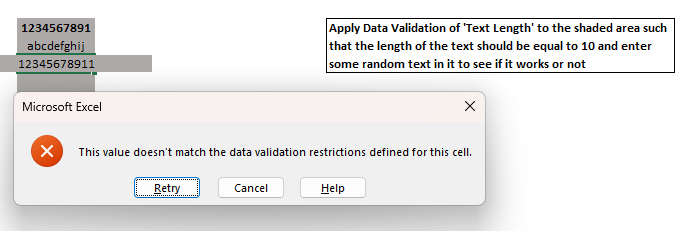 1234567891
abcdefghij
12345678911
Apply Data Validation of 'Text Length' to the shaded area such
that the length of the text should be equal to 10 and enter
some random text in it to see if it works or not
Microsoft Excel
This value doesn't match the data validation restrictions defined for this cell.
Retry
Cancel
Help